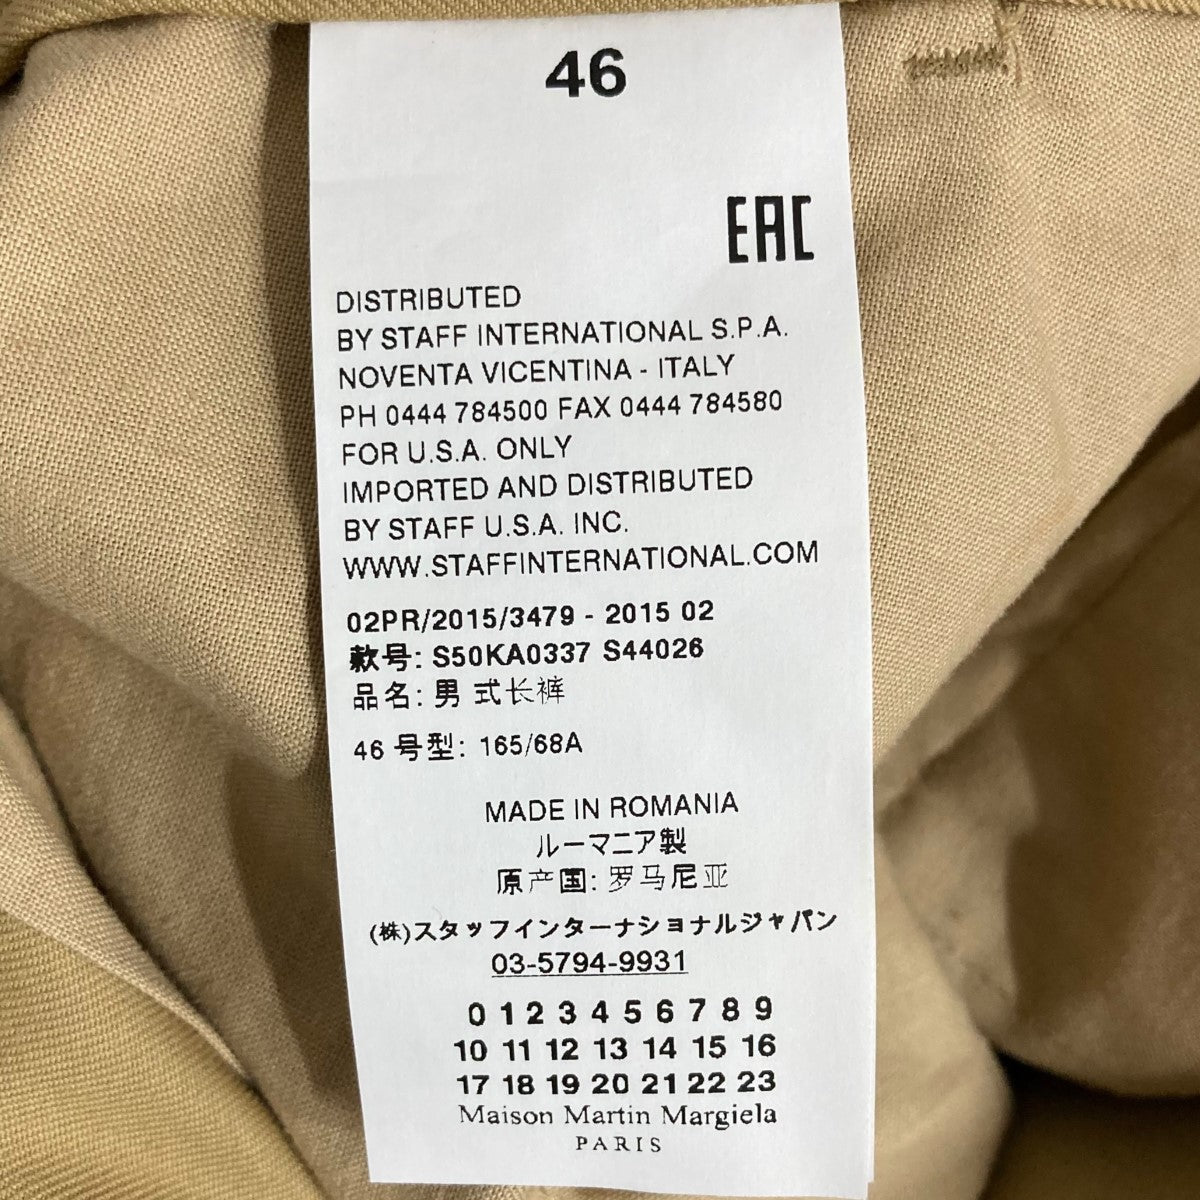 46
EAC
DISTRIBUTED
BY STAFF INTERNATIONAL S.P.A.
NOVENTA VICENTINA - ITALY
PH 0444 784500 FAX 0444 784580
FOR U.S.A. ONLY
IMPORTED AND DISTRIBUTED
BY STAFF U.S.A. INC.
WWW.STAFFINTERNATIONAL.COM
02PR/2015/3479 - 2015 02
款号: S50KA0337 S44026
品名: 男 式长裤
46 号型: 165/68A
MADE IN ROMANIA
ルーマニア製
原产国: 罗马尼亚
(株)スタッフインターナショナルジャパン
03-5794-9931
0 1 2 3 4 5 6 7 8 9
10 11 12 13 14 15 16
17 18 19 20 21 22 23
Maison Martin Margiela
PARIS